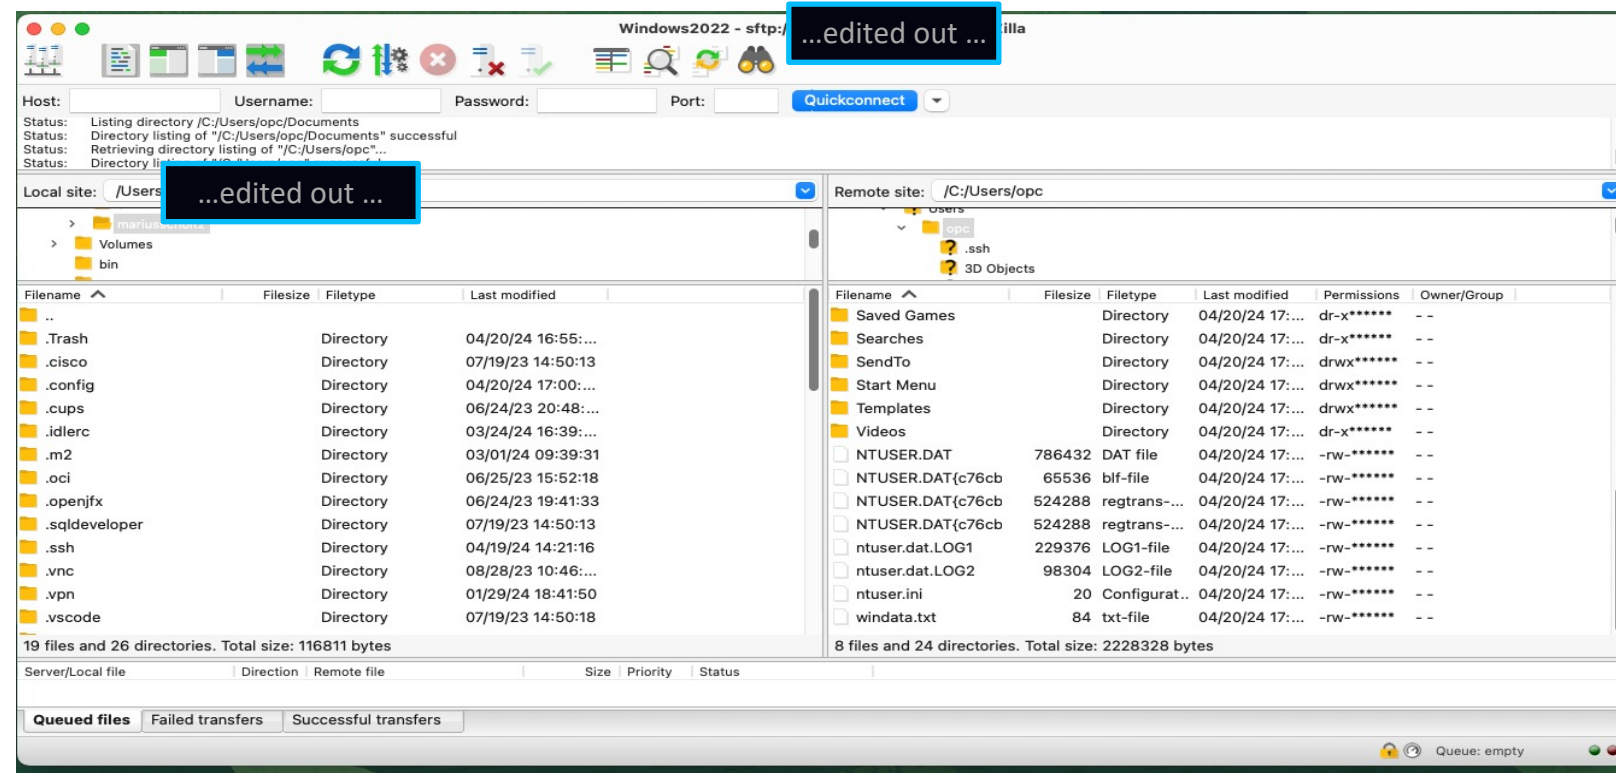 Windows2022 - sftp:/ ...edited out ... illa
Host: Username: Password: Port: Quickconnect
Status: Listing directory /C:/Users/opc/Documents
Status: Directory listing of "/C:/Users/opc/Documents" successful
Status: Retrieving directory listing of "/C:/Users/opc"...
Status: Directory
Local site: /Users ...edited out ...
Remote site: /C:/Users/opc
mariusscholtz
Volumes
bin
Users
opc
.ssh
3D Objects
Filename Filesize Filetype Last modified
..
.Trash Directory 04/20/24 16:55:...
.cisco Directory 07/19/23 14:50:13
.config Directory 04/20/24 17:00:...
.cups Directory 06/24/23 20:48:...
.idlerc Directory 03/24/24 16:39:...
.m2 Directory 03/01/24 09:39:31
.oci Directory 06/25/23 15:52:18
.openjfx Directory 06/24/23 19:41:33
.sqldeveloper Directory 07/19/23 14:50:13
.ssh Directory 04/19/24 14:21:16
.vnc Directory 08/28/23 10:46:...
.vpn Directory 01/29/24 18:41:50
.vscode Directory 07/19/23 14:50:18
19 files and 26 directories. Total size: 116811 bytes
Filename Filesize Filetype Last modified Permissions Owner/Group
Saved Games Directory 04/20/24 17:... dr-x****** - -
Searches Directory 04/20/24 17:... dr-x****** - -
SendTo Directory 04/20/24 17:... drwx****** - -
Start Menu Directory 04/20/24 17:... drwx****** - -
Templates Directory 04/20/24 17:... drwx****** - -
Videos Directory 04/20/24 17:... dr-x****** - -
NTUSER.DAT 786432 DAT file 04/20/24 17:... -rw-****** - -
NTUSER.DAT{c76cb 65536 blf-file 04/20/24 17:... -rw-****** - -
NTUSER.DAT{c76cb 524288 regtrans-... 04/20/24 17:... -rw-****** - -
NTUSER.DAT{c76cb 524288 regtrans-... 04/20/24 17:... -rw-****** - -
ntuser.dat.LOG1 229376 LOG1-file 04/20/24 17:... -rw-****** - -
ntuser.dat.LOG2 98304 LOG2-file 04/20/24 17:... -rw-****** - -
ntuser.ini 20 Configurat.. 04/20/24 17:... -rw-****** - -
windata.txt 84 txt-file 04/20/24 17:... -rw-****** - -
8 files and 24 directories. Total size: 2228328 bytes
Server/Local file Direction Remote file Size Priority Status
Queued files Failed transfers Successful transfers
Queue: empty